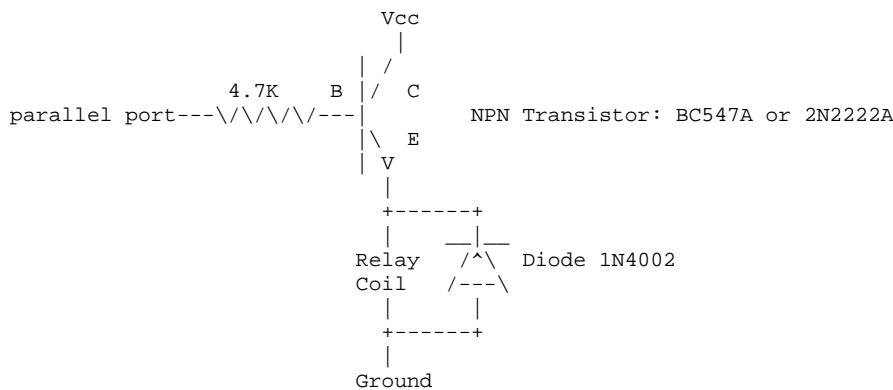 Vcc
4.7K B C
parallel port NPN Transistor: BC547A or 2N2222A
E
V
Relay Diode 1N4002
Coil
Ground